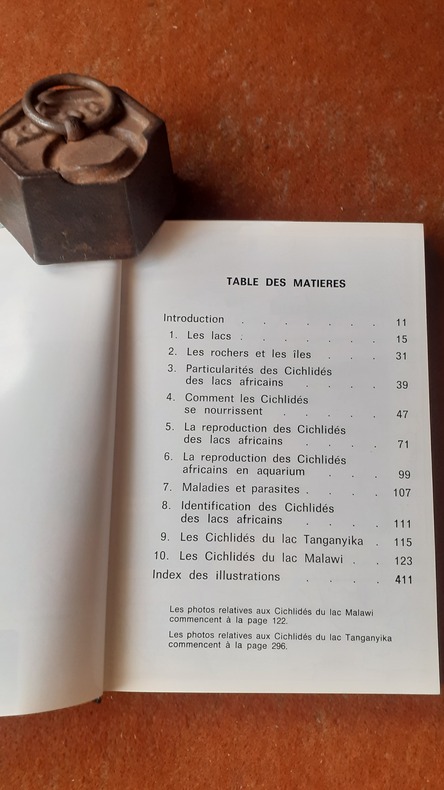 TABLE DES MATIERES
Introduction . . . . . . 11
1. Les lacs . . . . . . 15
2. Les rochers et les îles . . . 31
3. Particularités des Cichlidés
des lacs africains . . . . 39
4. Comment les Cichlidés
se nourrissent . . . . . 47
5. La reproduction des Cichlidés
des lacs africains . . . . 71
6. La reproduction des Cichlidés
africains en aquarium . . . 99
7. Maladies et parasites . . . . 107
8. Identification des Cichlidés
des lacs africains . . . . 111
9. Les Cichlidés du lac Tanganyika . 115
10. Les Cichlidés du lac Malawi . . 123
Index des illustrations . . . . 411
Les photos relatives aux Cichlidés du lac Malawi
commencent à la page 122.
Les photos relatives aux Cichlidés du lac Tanganyika
commencent à la page 296.